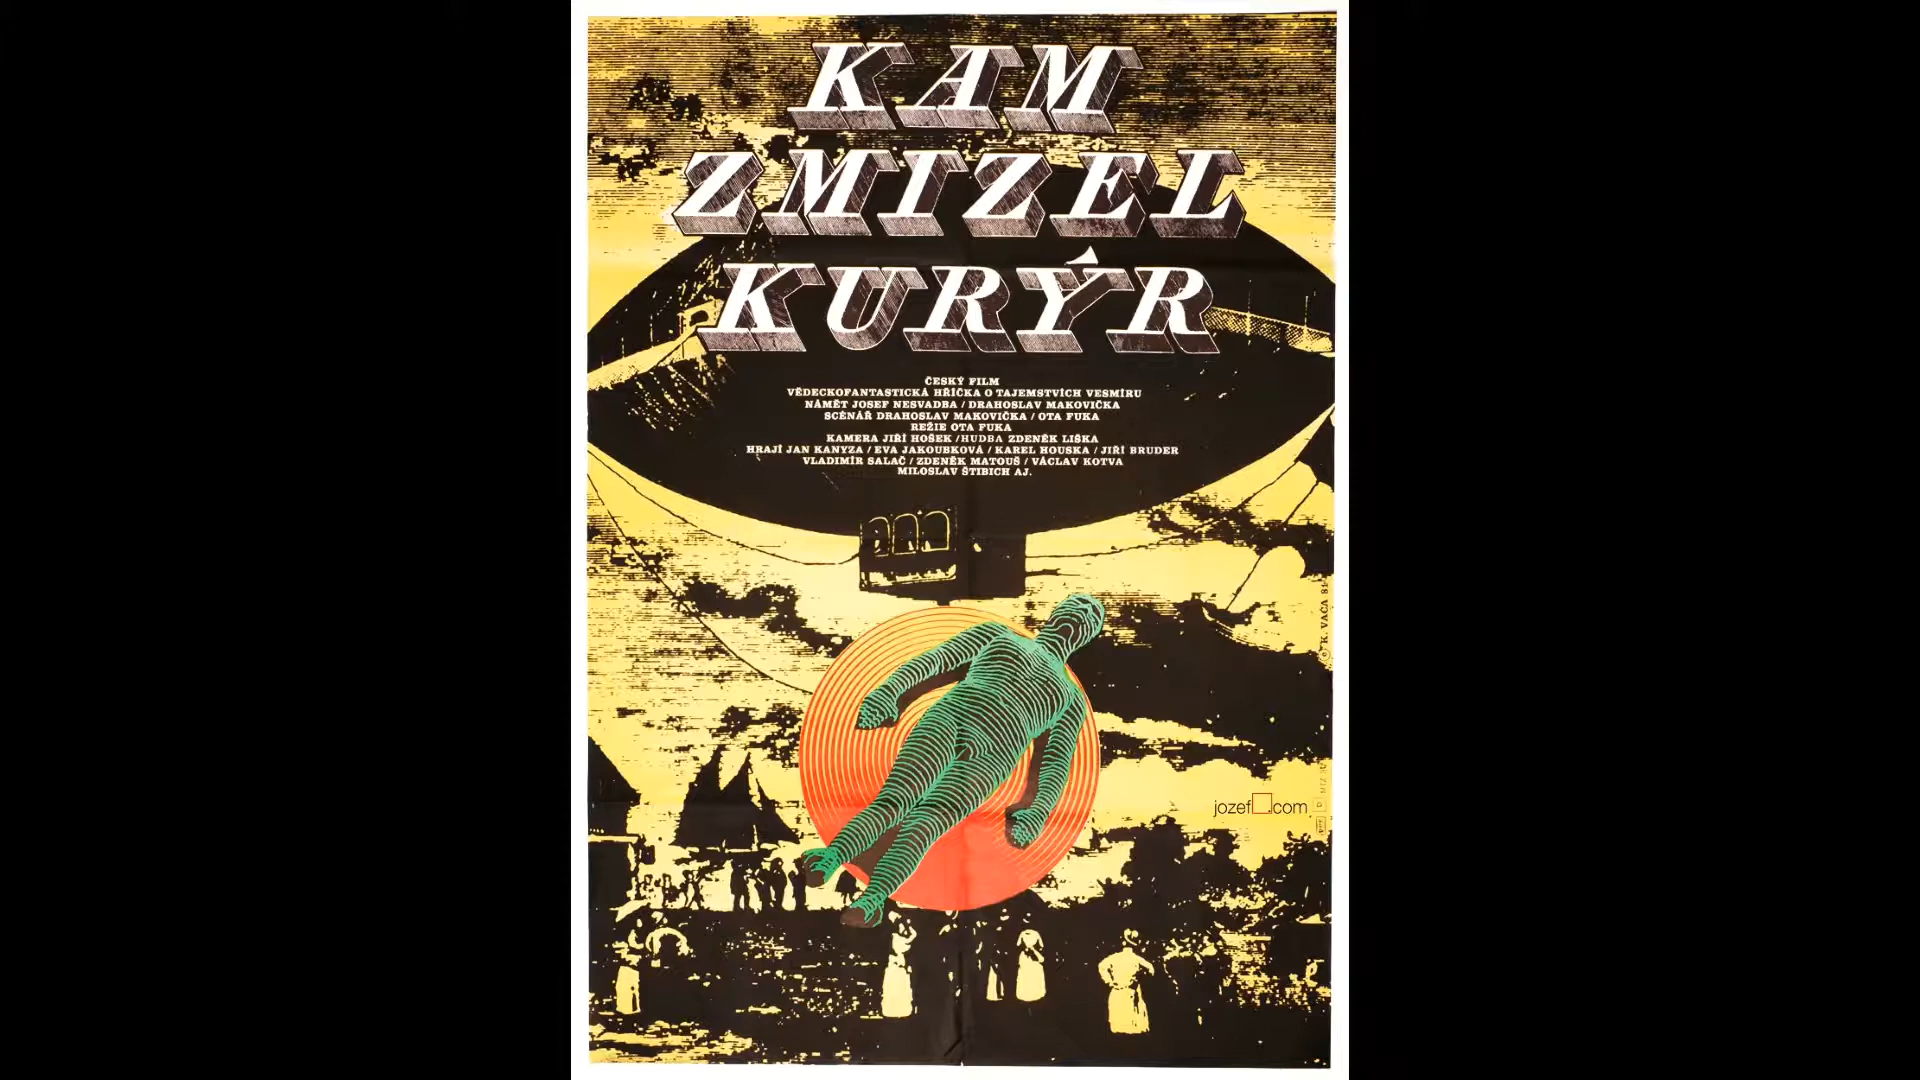 KAM
ZMIZEL
KURÝR
ČESKÝ FILM
VĚDECKOFANTASTICKÁ HŘÍČKA O TAJEMSTVÍCH VESMÍRU
NÁMĚT JOSEF NESVADBA / DRAHOSLAV MAKOVIČKA
SCÉNÁŘ DRAHOSLAV MAKOVIČKA / OTA FUKA
REŽIE OTA FUKA
KAMERA JIŘÍ HOŠEK / HUDBA ZDENĚK LIŠKA
HRAJÍ JAN KANYZA / EVA JAKOUBKOVÁ / KAREL HOUSKA / JIŘÍ BRUDER
VLADIMÍR SALAČ / ZDENĚK MATOUŠ / VÁCLAV KOTVA
MILOSLAV ŠTIBICH AJ.
© K. VACA 81
jozef .com